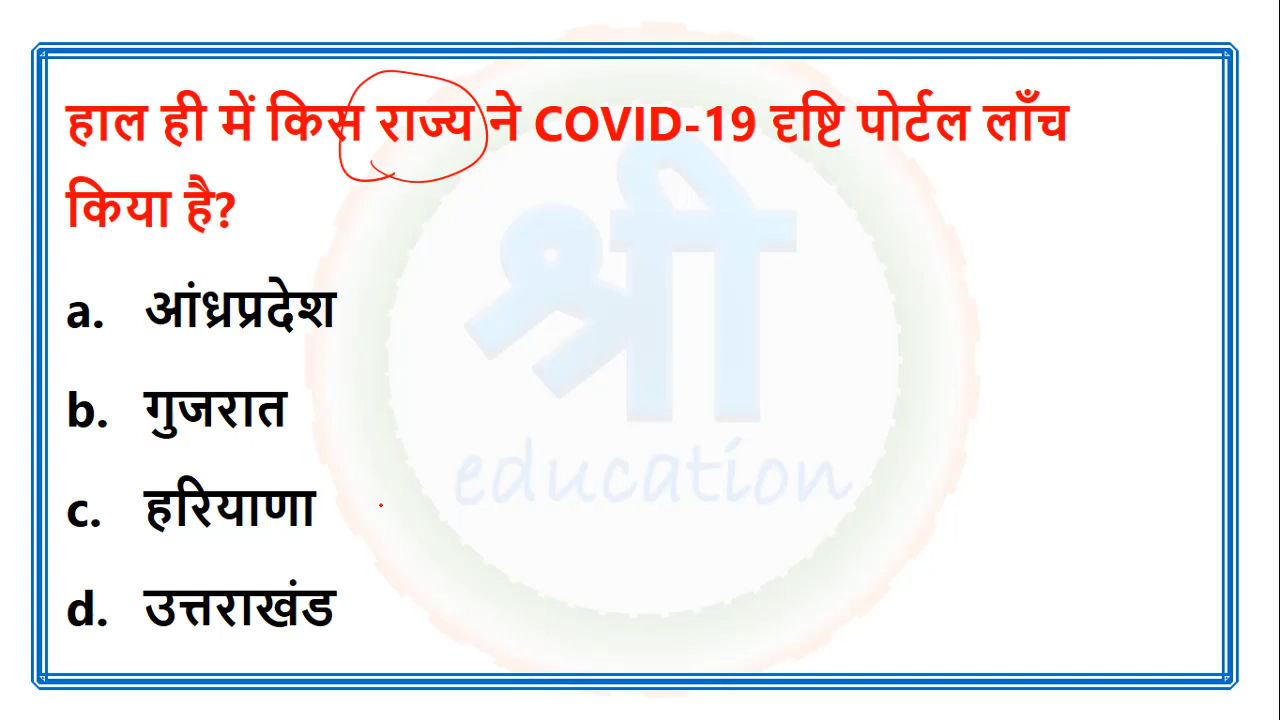 हाल ही में किस राज्य ने COVID-19 दृष्टि पोर्टल लाँच
किया है?
a. आंध्रप्रदेश
b. गुजरात
c. हरियाणा
d. उत्तराखंड
श्री
education